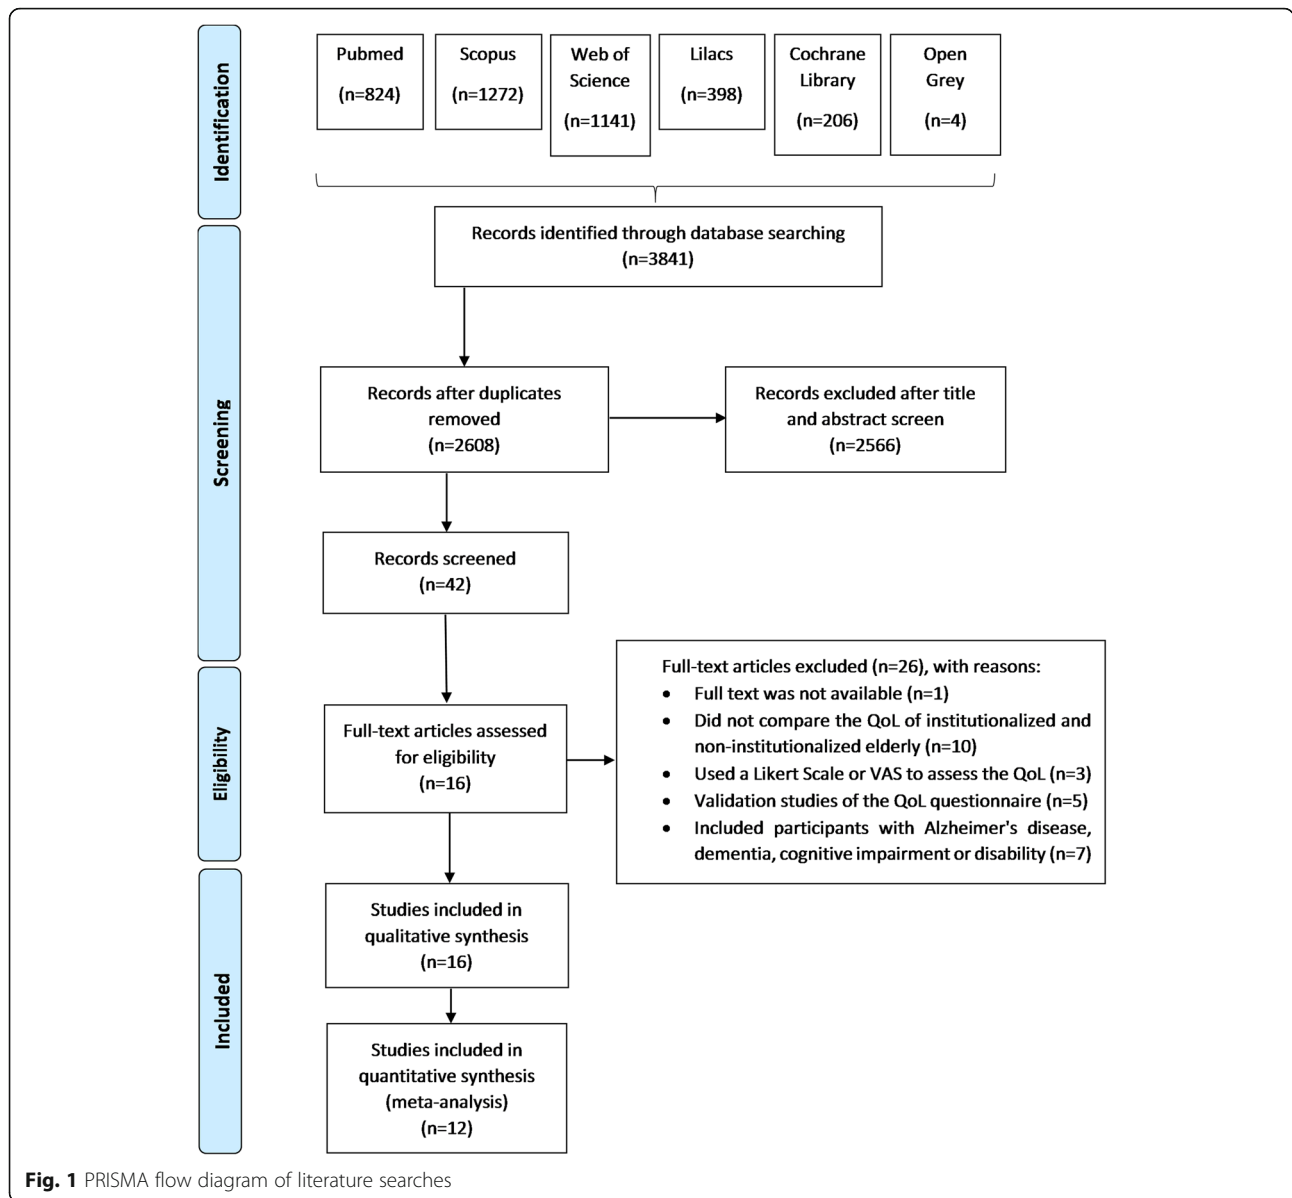 Identification
Pubmed
(n=824)
Scopus
(n=1272)
Web of
Science
(n=1141)
Lilacs
(n=398)
Cochrane
Library
(n=206)
Open
Grey
(n=4)
Records identified through database searching
(n=3841)
Screening
Records after duplicates
removed
(n=2608)
Records excluded after title
and abstract screen
(n=2566)
Records screened
(n=42)
Eligibility
Full-text articles assessed
for eligibility
(n=16)
Full-text articles excluded (n=26), with reasons:
• Full text was not available (n=1)
• Did not compare the QoL of institutionalized and
non-institutionalized elderly (n=10)
• Used a Likert Scale or VAS to assess the QoL (n=3)
• Validation studies of the QoL questionnaire (n=5)
• Included participants with Alzheimer's disease,
dementia, cognitive impairment or disability (n=7)
Included
Studies included in
qualitative synthesis
(n=16)
Studies included in
quantitative synthesis
(meta-analysis)
(n=12)
Fig. 1 PRISMA flow diagram of literature searches